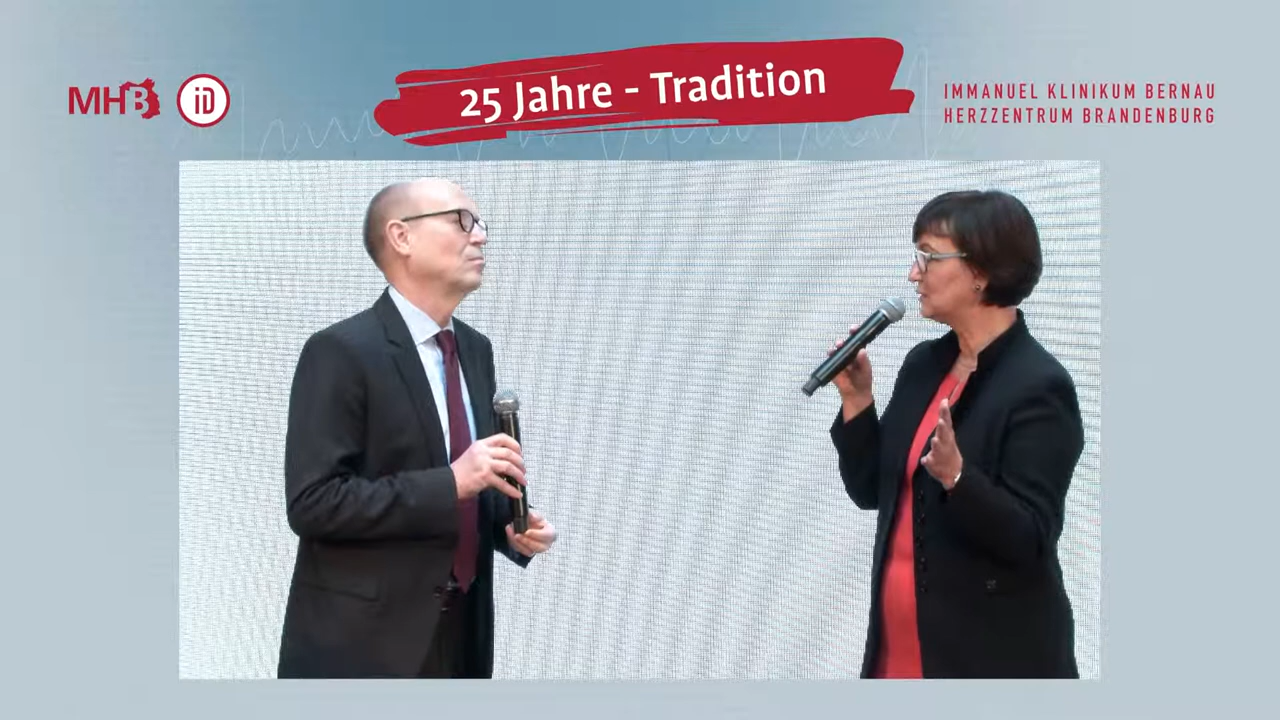 MHB
iD
25 Jahre - Tradition
IMMANUEL KLINIKUM BERNAU
HERZZENTRUM BRANDENBURG